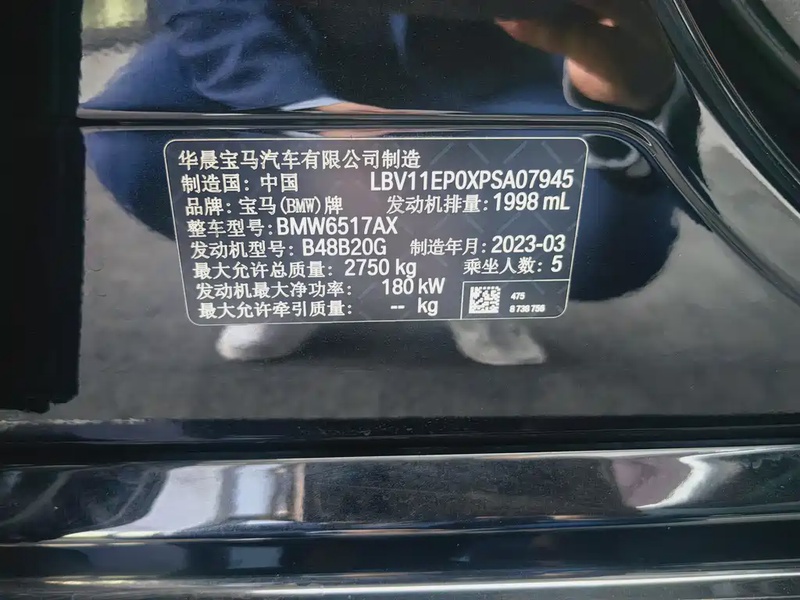 华晨宝马汽车有限公司制造
制造国: 中国 LBV11EP0XPSA07945
品牌: 宝马(BMW)牌 发动机排量: 1998 mL
整车型号: BMW6517AX
发动机型号: B48B20G 制造年月: 2023-03
最大允许总质量: 2750 kg 乘坐人数: 5
发动机最大净功率: 180 kW
最大允许牵引质量: -- kg
475
8 738 756